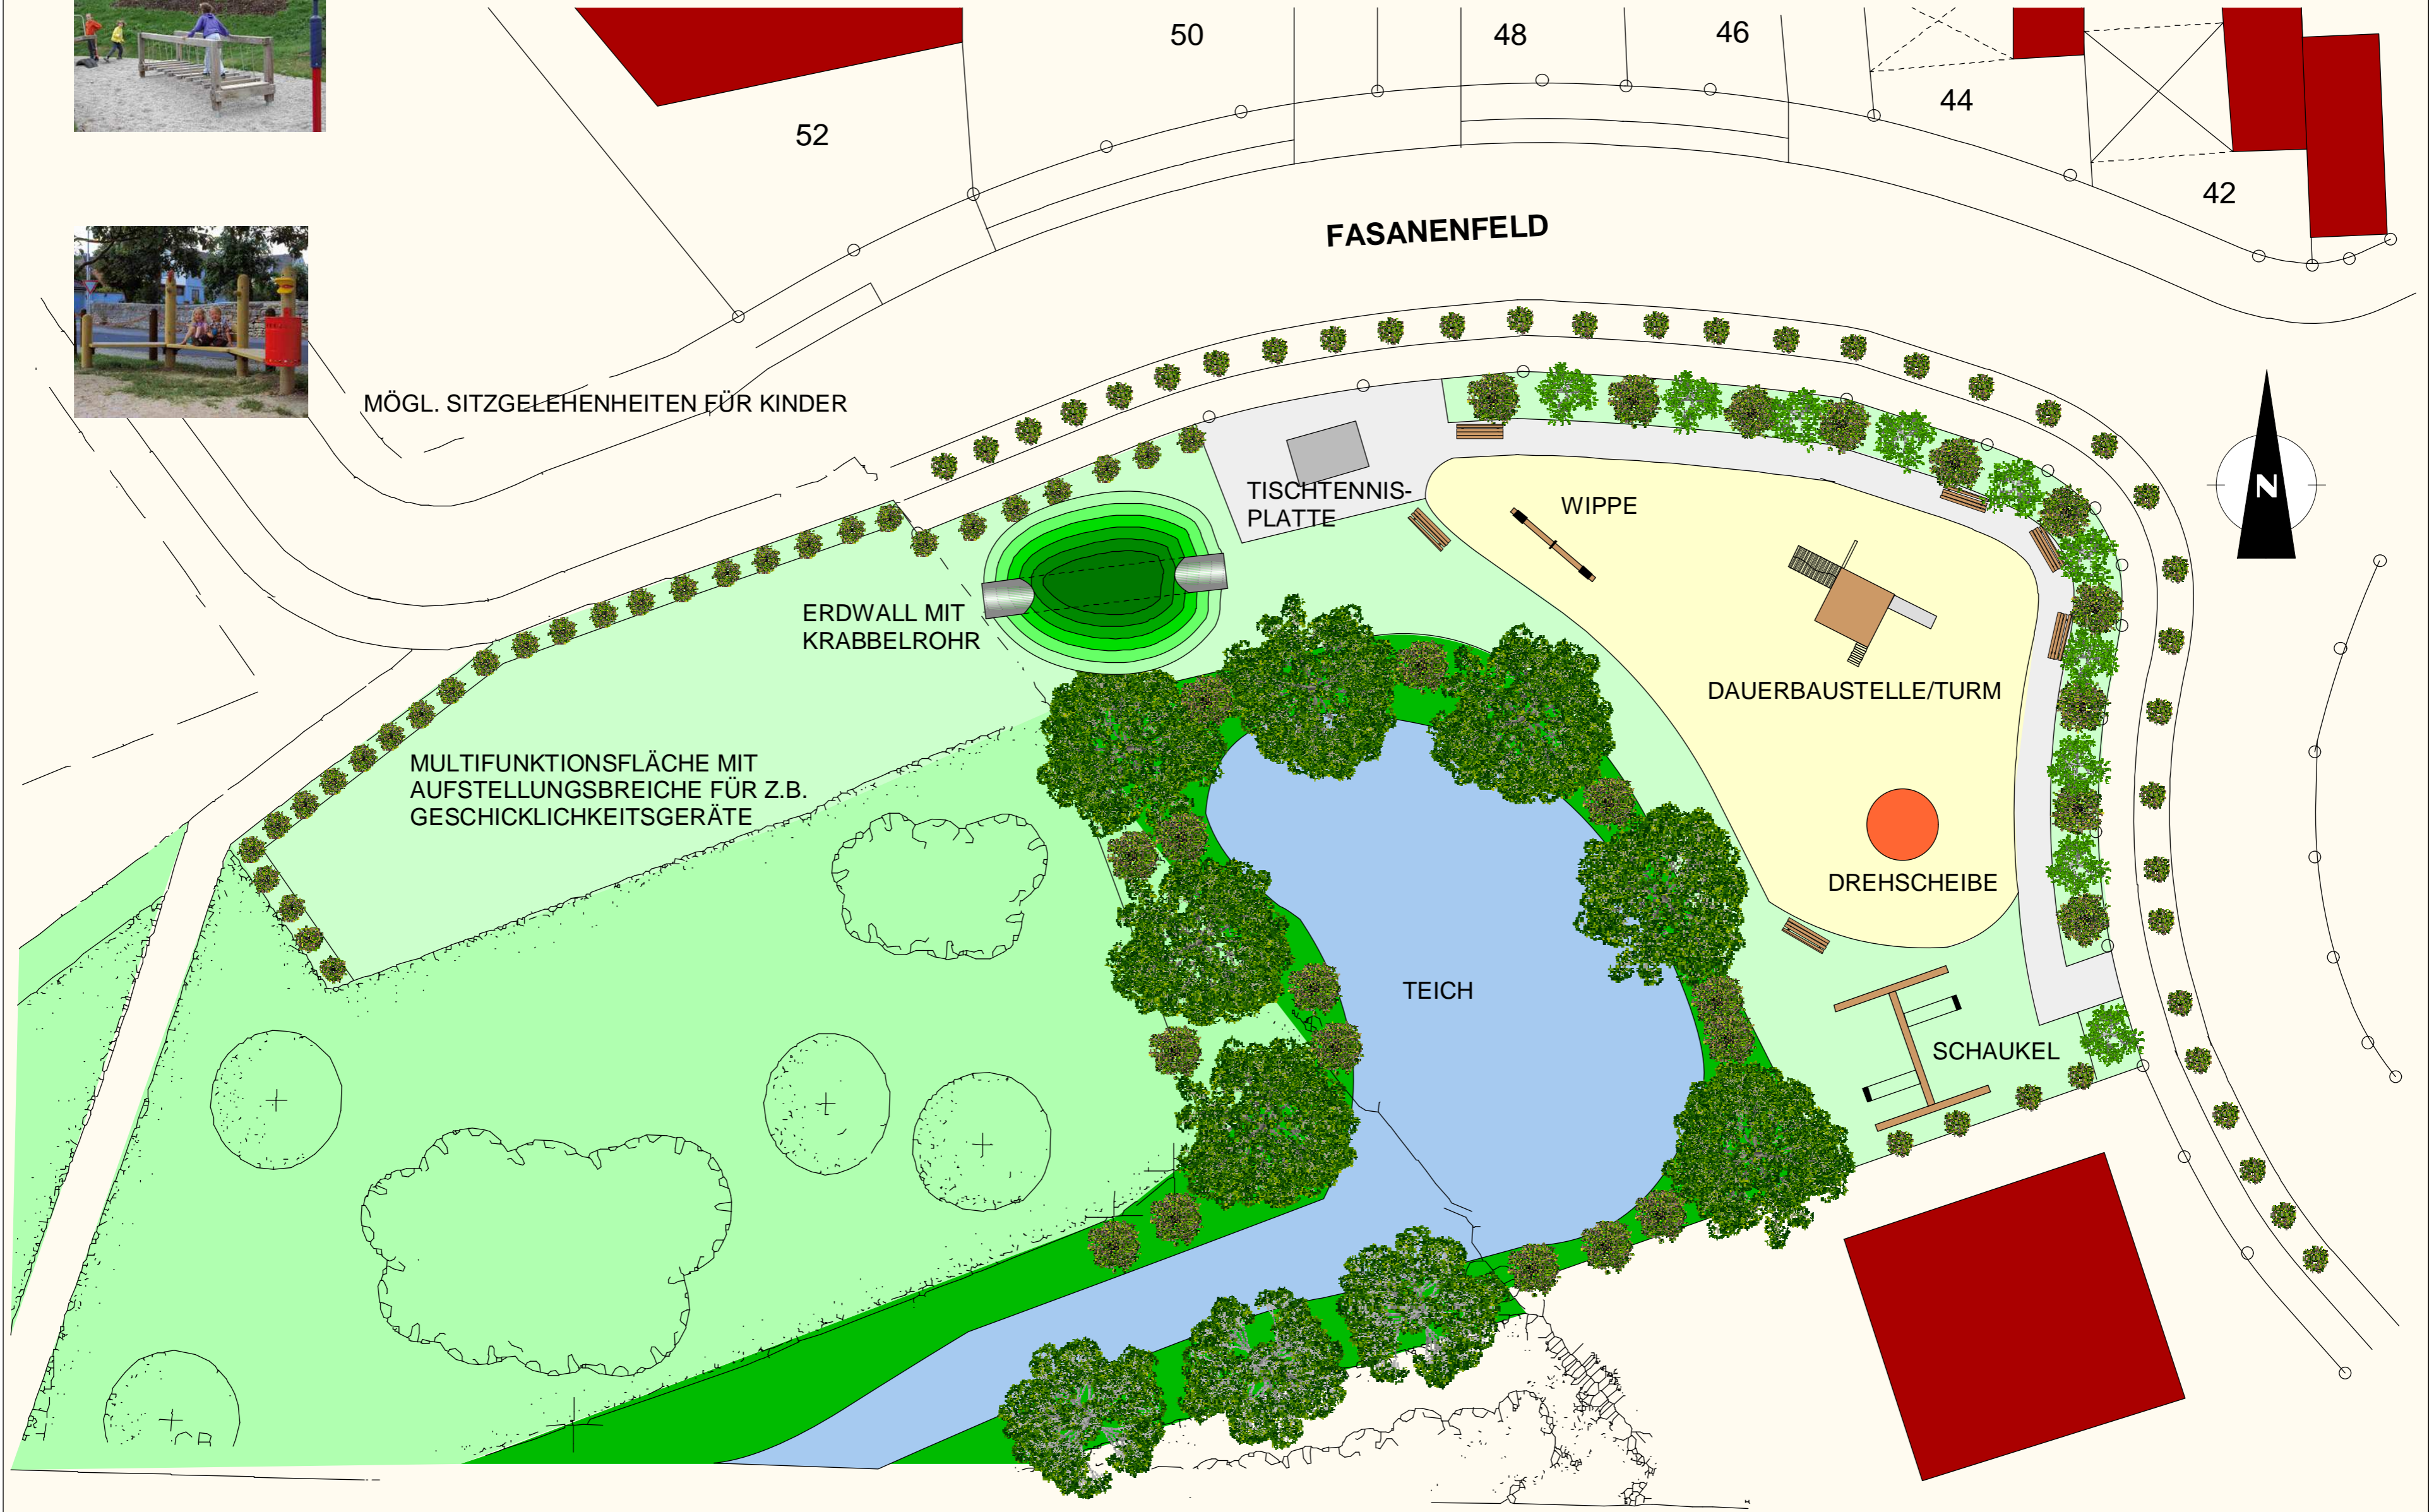 50
48
46
44
52
42
FASANENFELD
MÖGL. SITZGELEHENHEITEN FÜR KINDER
N
TISCHTENNIS-
PLATTE
WIPPE
ERDWALL MIT
KRABBELROHR
DAUERBAUSTELLE/TURM
MULTIFUNKTIONSFLÄCHE MIT
AUFSTELLUNGSBREICHE FÜR Z.B.
GESCHICKLICHKEITSGERÄTE
DREHSCHEIBE
TEICH
SCHAUKEL